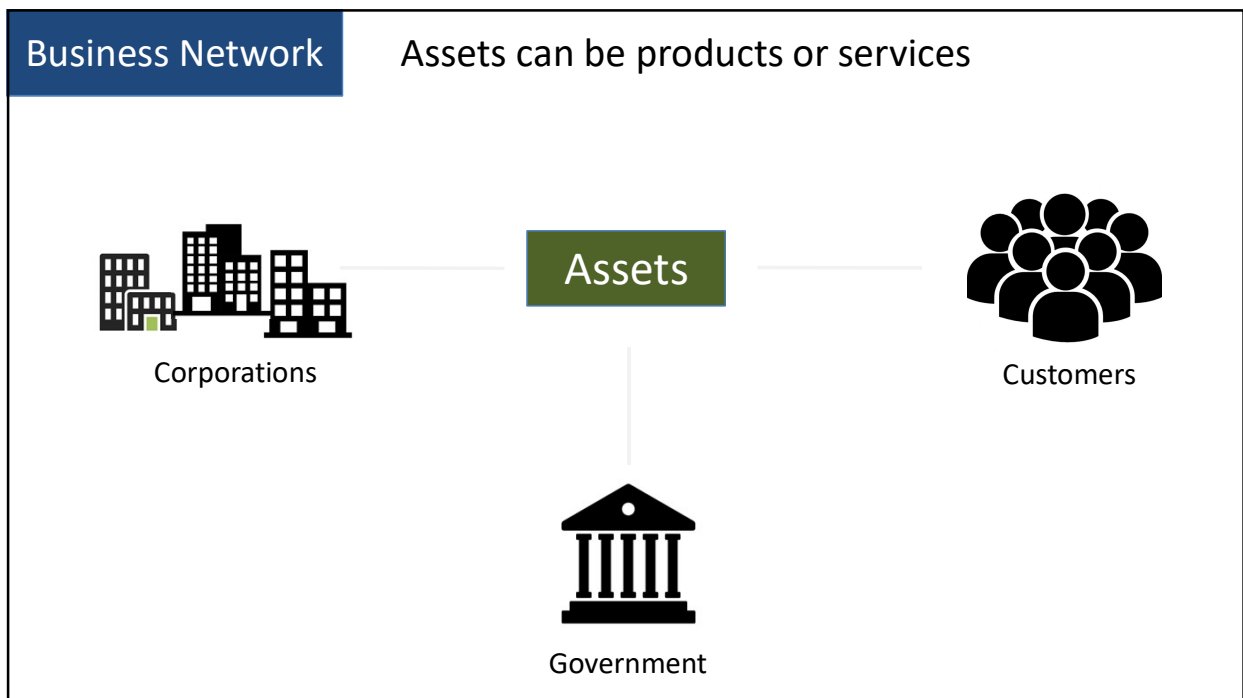 Business Network
Assets can be products or services
Assets
Corporations
Customers
Government